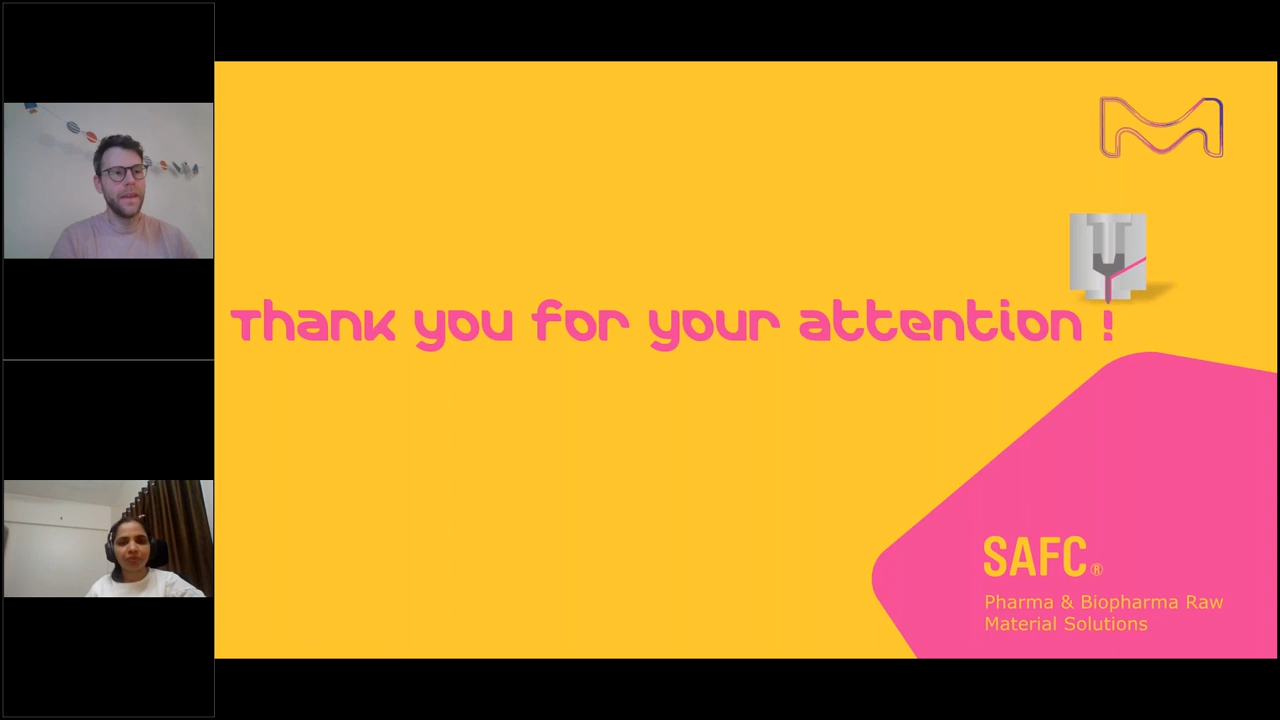 Thank you for your attention !
SAFC®
Pharma & Biopharma Raw
Material Solutions